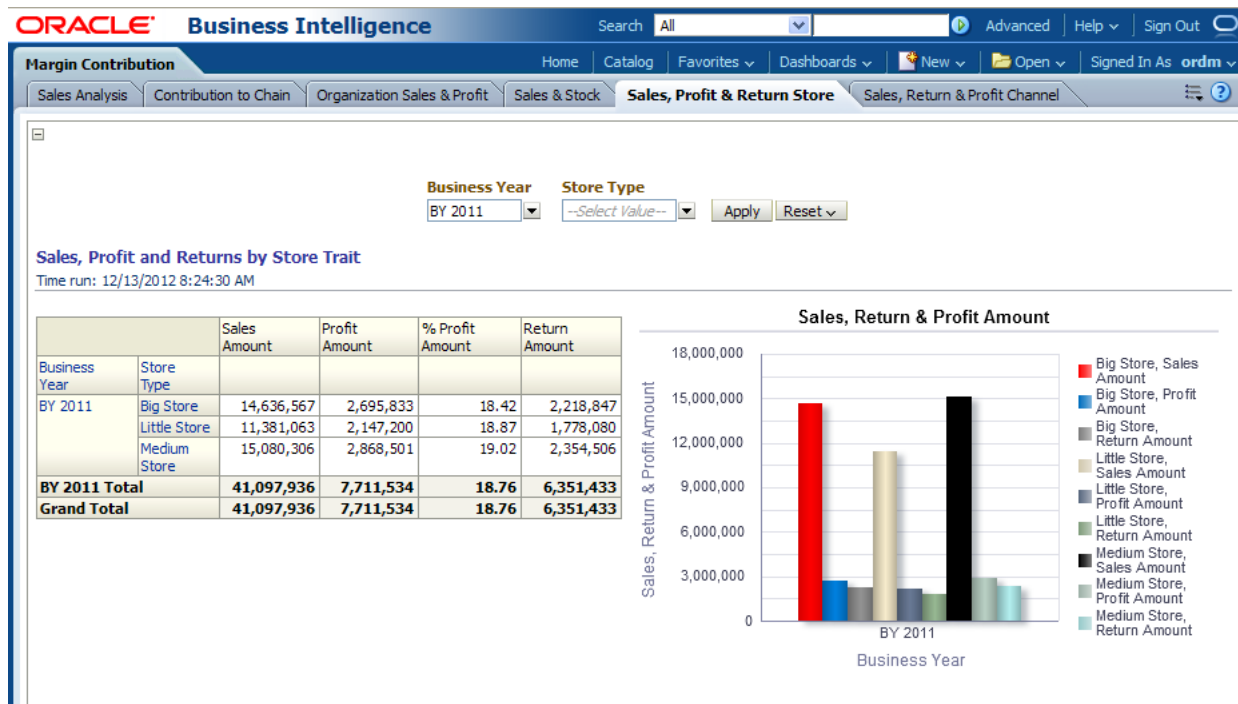 ORACLE Business Intelligence Search All Advanced Help Sign Out
Margin Contribution Home Catalog Favorites Dashboards New Open Signed In As ordm
Sales Analysis Contribution to Chain Organization Sales & Profit Sales & Stock Sales, Profit & Return Store Sales, Return & Profit Channel
Business Year Store Type
BY 2011 --Select Value-- Apply Reset
Sales, Profit and Returns by Store Trait
Time run: 12/13/2012 8:24:30 AM
Sales Amount Profit Amount % Profit Amount Return Amount
Business Year Store Type
BY 2011 Big Store 14,636,567 2,695,833 18.42 2,218,847
Little Store 11,381,063 2,147,200 18.87 1,778,080
Medium Store 15,080,306 2,868,501 19.02 2,354,506
BY 2011 Total 41,097,936 7,711,534 18.76 6,351,433
Grand Total 41,097,936 7,711,534 18.76 6,351,433
Sales, Return & Profit Amount
Sales, Return & Profit Amount
18,000,000
15,000,000
12,000,000
9,000,000
6,000,000
3,000,000
0
BY 2011
Business Year
Big Store, Sales
Amount
Big Store, Profit
Amount
Big Store,
Return Amount
Little Store,
Sales Amount
Little Store,
Profit Amount
Little Store,
Return Amount
Medium Store,
Sales Amount
Medium Store,
Profit Amount
Medium Store,
Return Amount